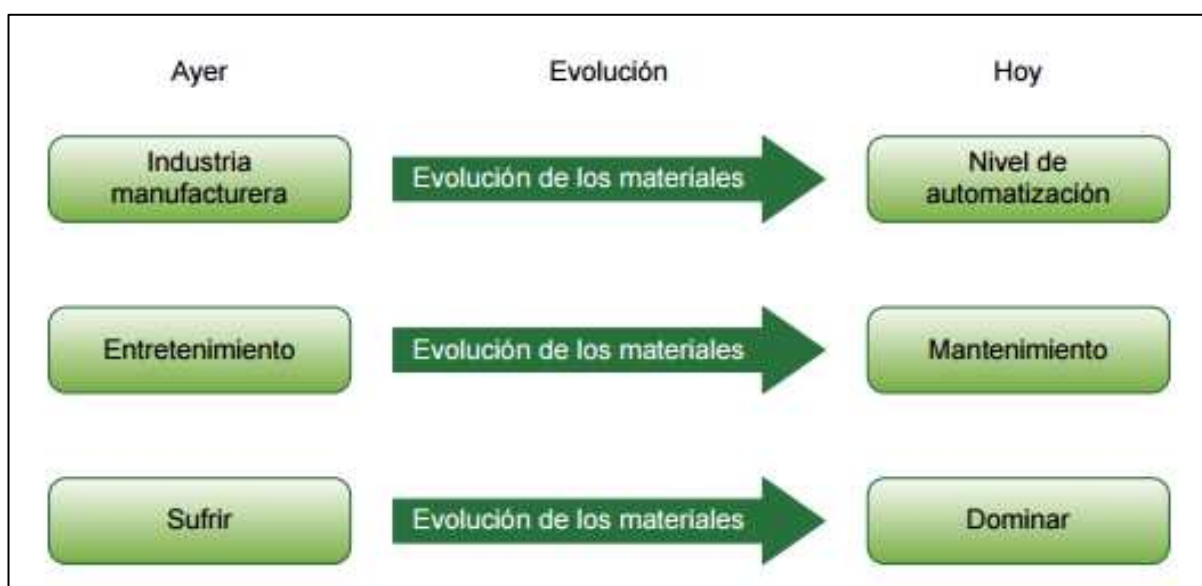 Ayer Evolución Hoy
Industria
manufacturera
Evolución de los materiales
Nivel de
automatización
Entretenimiento
Evolución de los materiales
Mantenimiento
Sufrir
Evolución de los materiales
Dominar